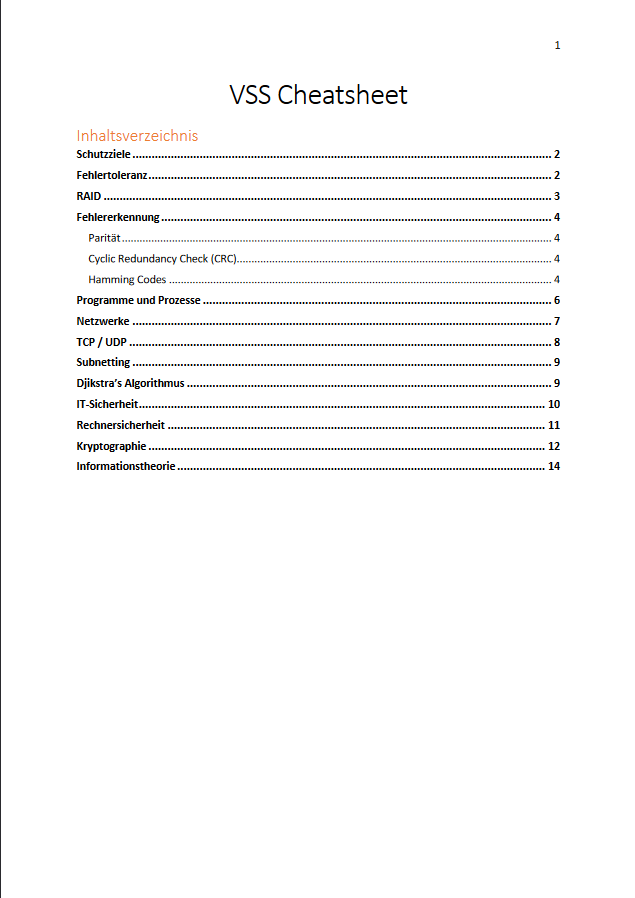 1
VSS Cheatsheet
Inhaltsverzeichnis
Schutzziele ........ 2
Fehlertoleranz ........ 2
RAID ........ 3
Fehlererkennung ........ 4
Parität ........ 4
Cyclic Redundancy Check (CRC) ........ 4
Hamming Codes ........ 4
Programme und Prozesse ........ 6
Netzwerke ........ 7
TCP / UDP ........ 8
Subnetting ........ 9
Djikstra's Algorithmus ........ 9
IT-Sicherheit ........ 10
Rechnersicherheit ........ 11
Kryptographie ........ 12
Informationstheorie ........ 14